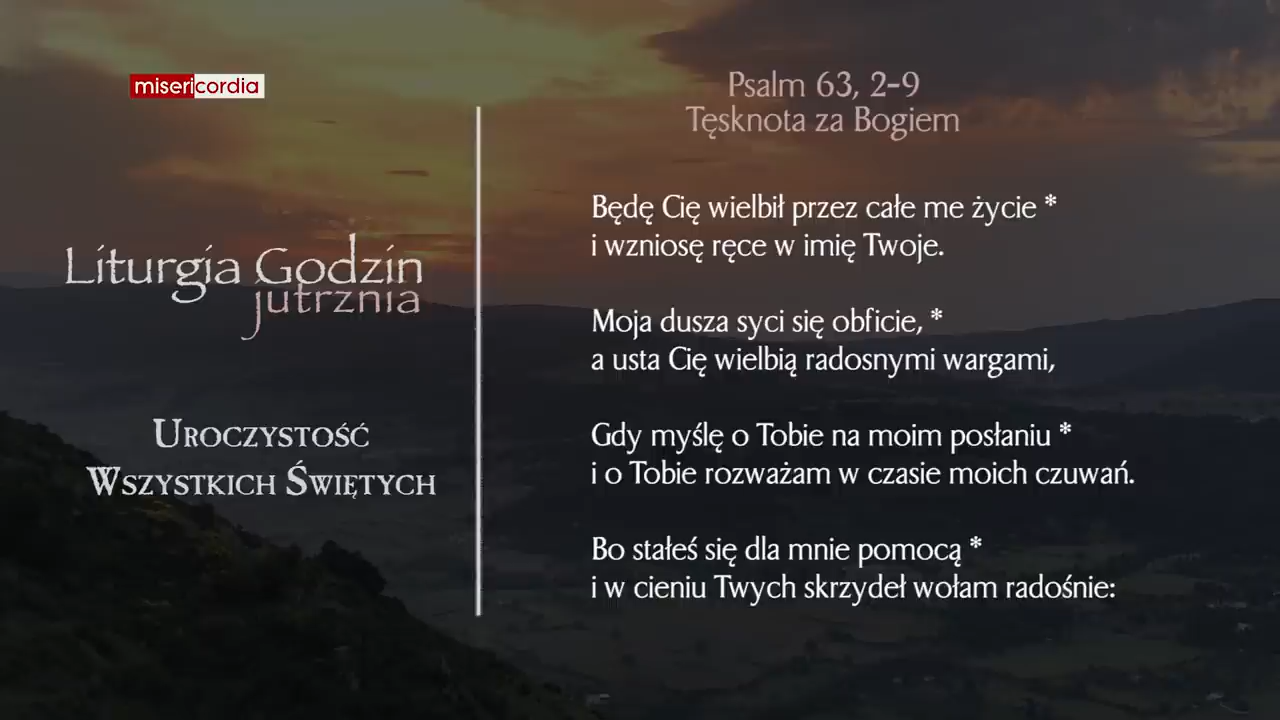 misericordia
Liturgia Godzin
jutrznia
Uroczystość
Wszystkich Świętych
Psalm 63, 2-9
Tęsknota za Bogiem
Będę Cię wielbił przez całe me życie *
i wzniosę ręce w imię Twoje.
Moja dusza syci się obficie, *
a usta Cię wielbią radosnymi wargami,
Gdy myślę o Tobie na moim posłaniu *
i o Tobie rozważam w czasie moich czuwań.
Bo stałeś się dla mnie pomocą *
i w cieniu Twych skrzydeł wołam radośnie: